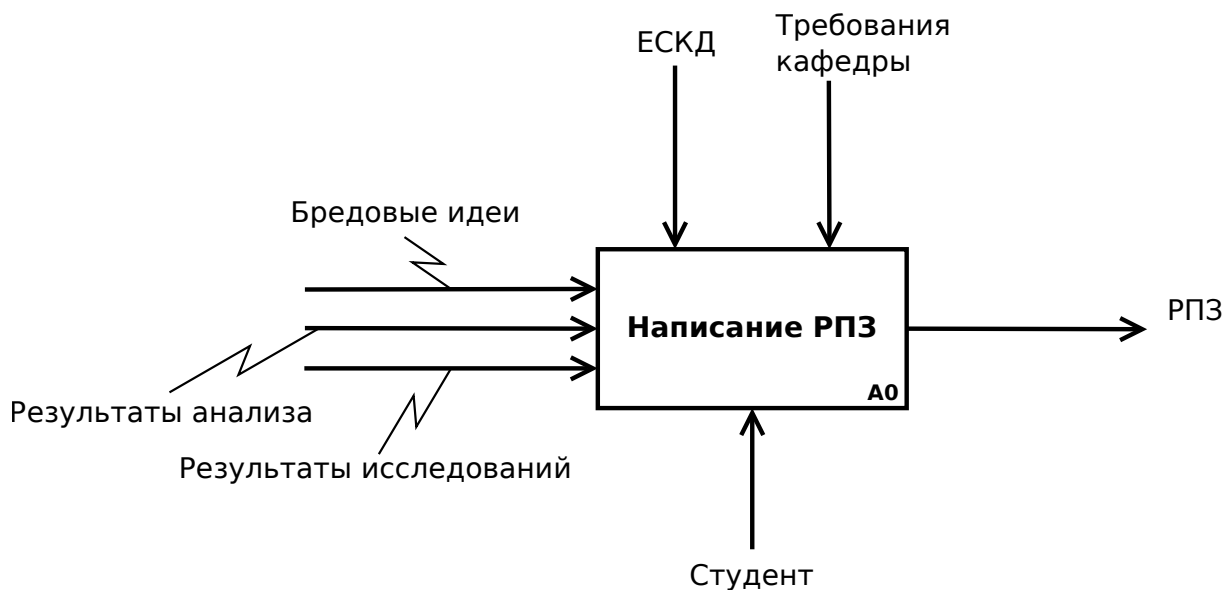 ЕСКД
Требования
кафедры
Бредовые идеи
Написание РПЗ
РПЗ
A0
Результаты анализа
Результаты исследований
Студент